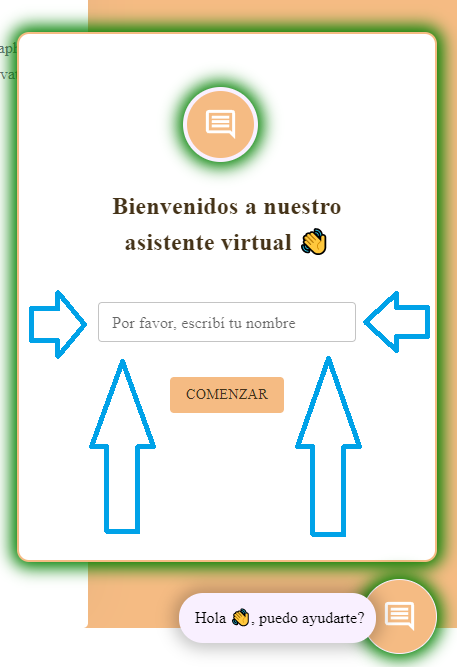 Bienvenidos a nuestro
asistente virtual 👋
Por favor, escribí tu nombre
COMENZAR
Hola 👋, puedo ayudarte?